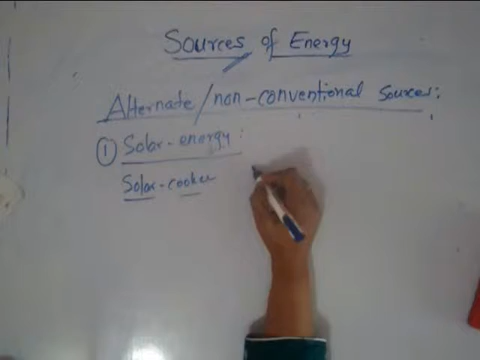 Sources of Energy
Alternate/non-conventional sources:
① Solar-energy:
Solar-cooker